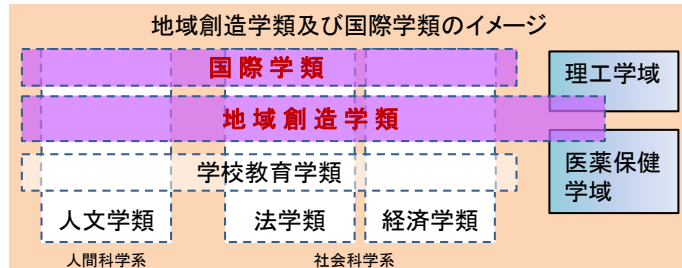 地域創造学類及び国際学類のイメージ
国際学類
理工学域
地域創造学類
医薬保健
学域
学校教育学類
人文学類
法学類
経済学類
人間科学系
社会科学系